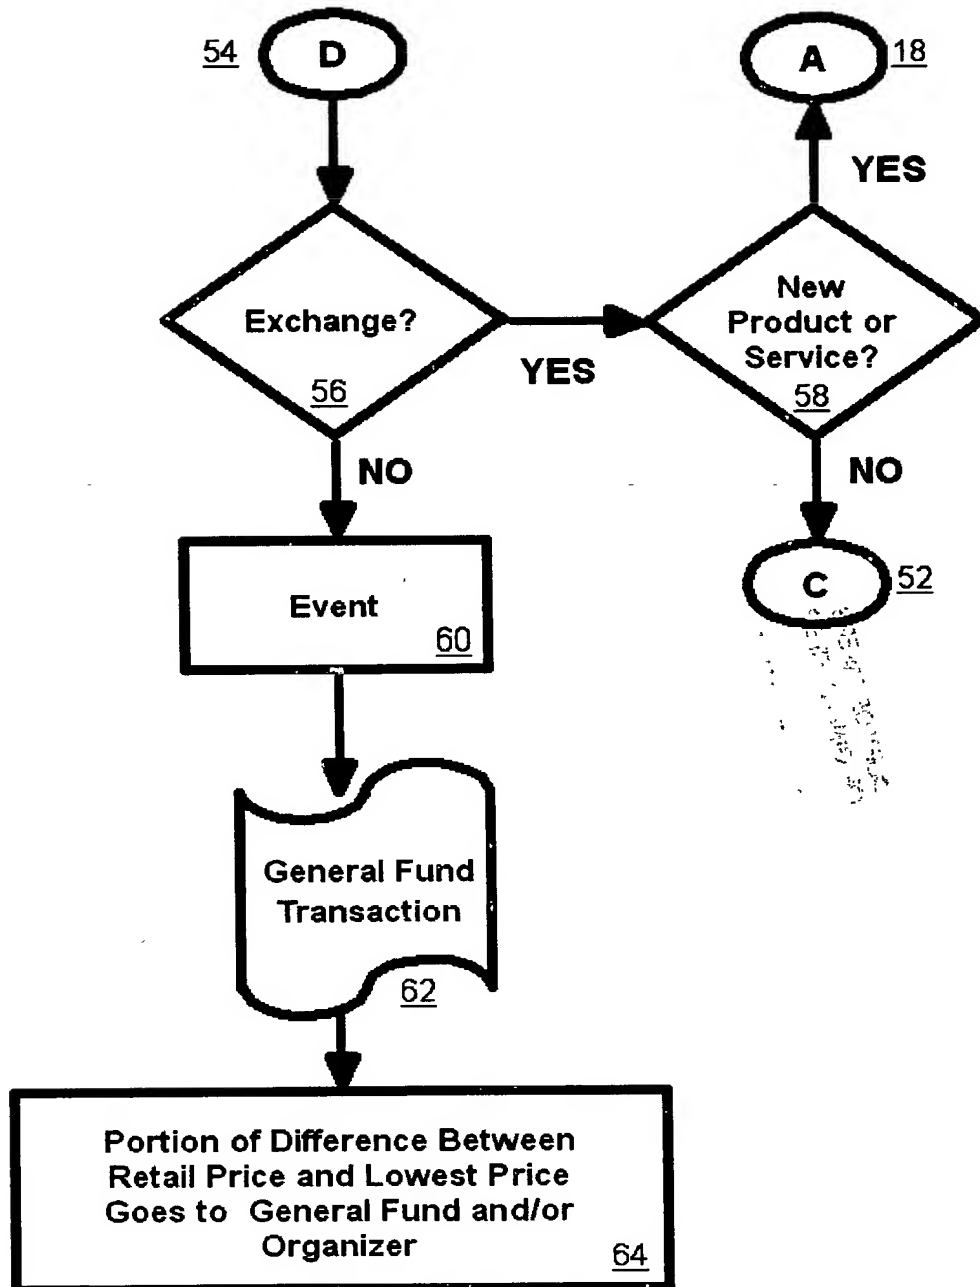 54
D
A
18
YES
Exchange?
56
YES
New
Product or
Service?
58
NO
NO
Event
60
C
52
General Fund
Transaction
62
Portion of Difference Between
Retail Price and Lowest Price
Goes to General Fund and/or
Organizer
64